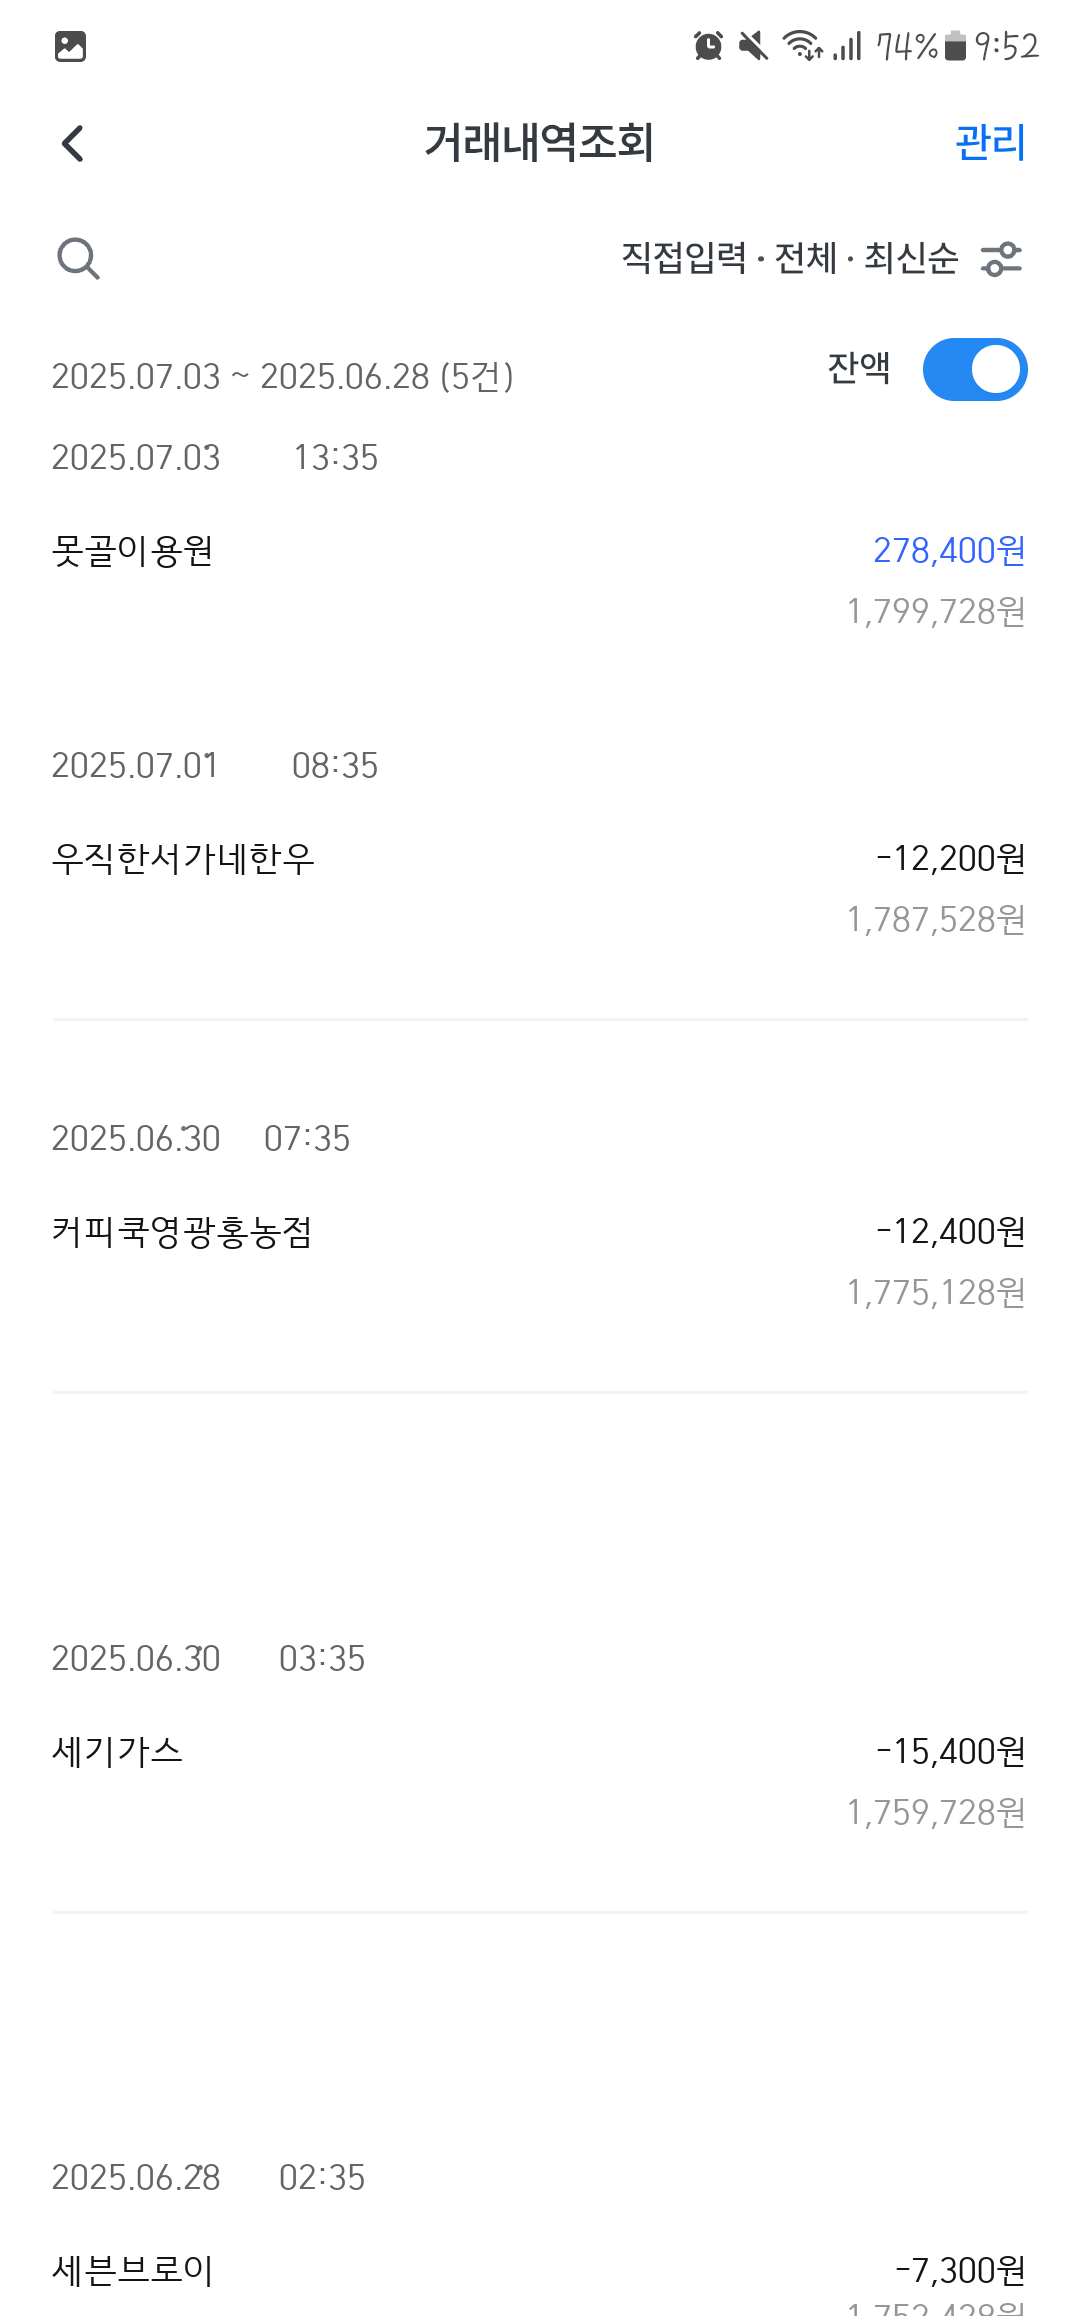 74% 9:52
거래내역조회 관리
직접입력 · 전체 · 최신순
2025.07.03 ~ 2025.06.28 (5건) 잔액
2025.07.03 13:35
못골이용원 278,400원
1,799,728원
2025.07.01 08:35
우직한서가네한우 -12,200원
1,787,528원
2025.06.30 07:35
커피쿡영광홍농점 -12,400원
1,775,128원
2025.06.30 03:35
세기가스 -15,400원
1,759,728원
2025.06.28 02:35
세븐브로이 -7,300원
1,752,428원